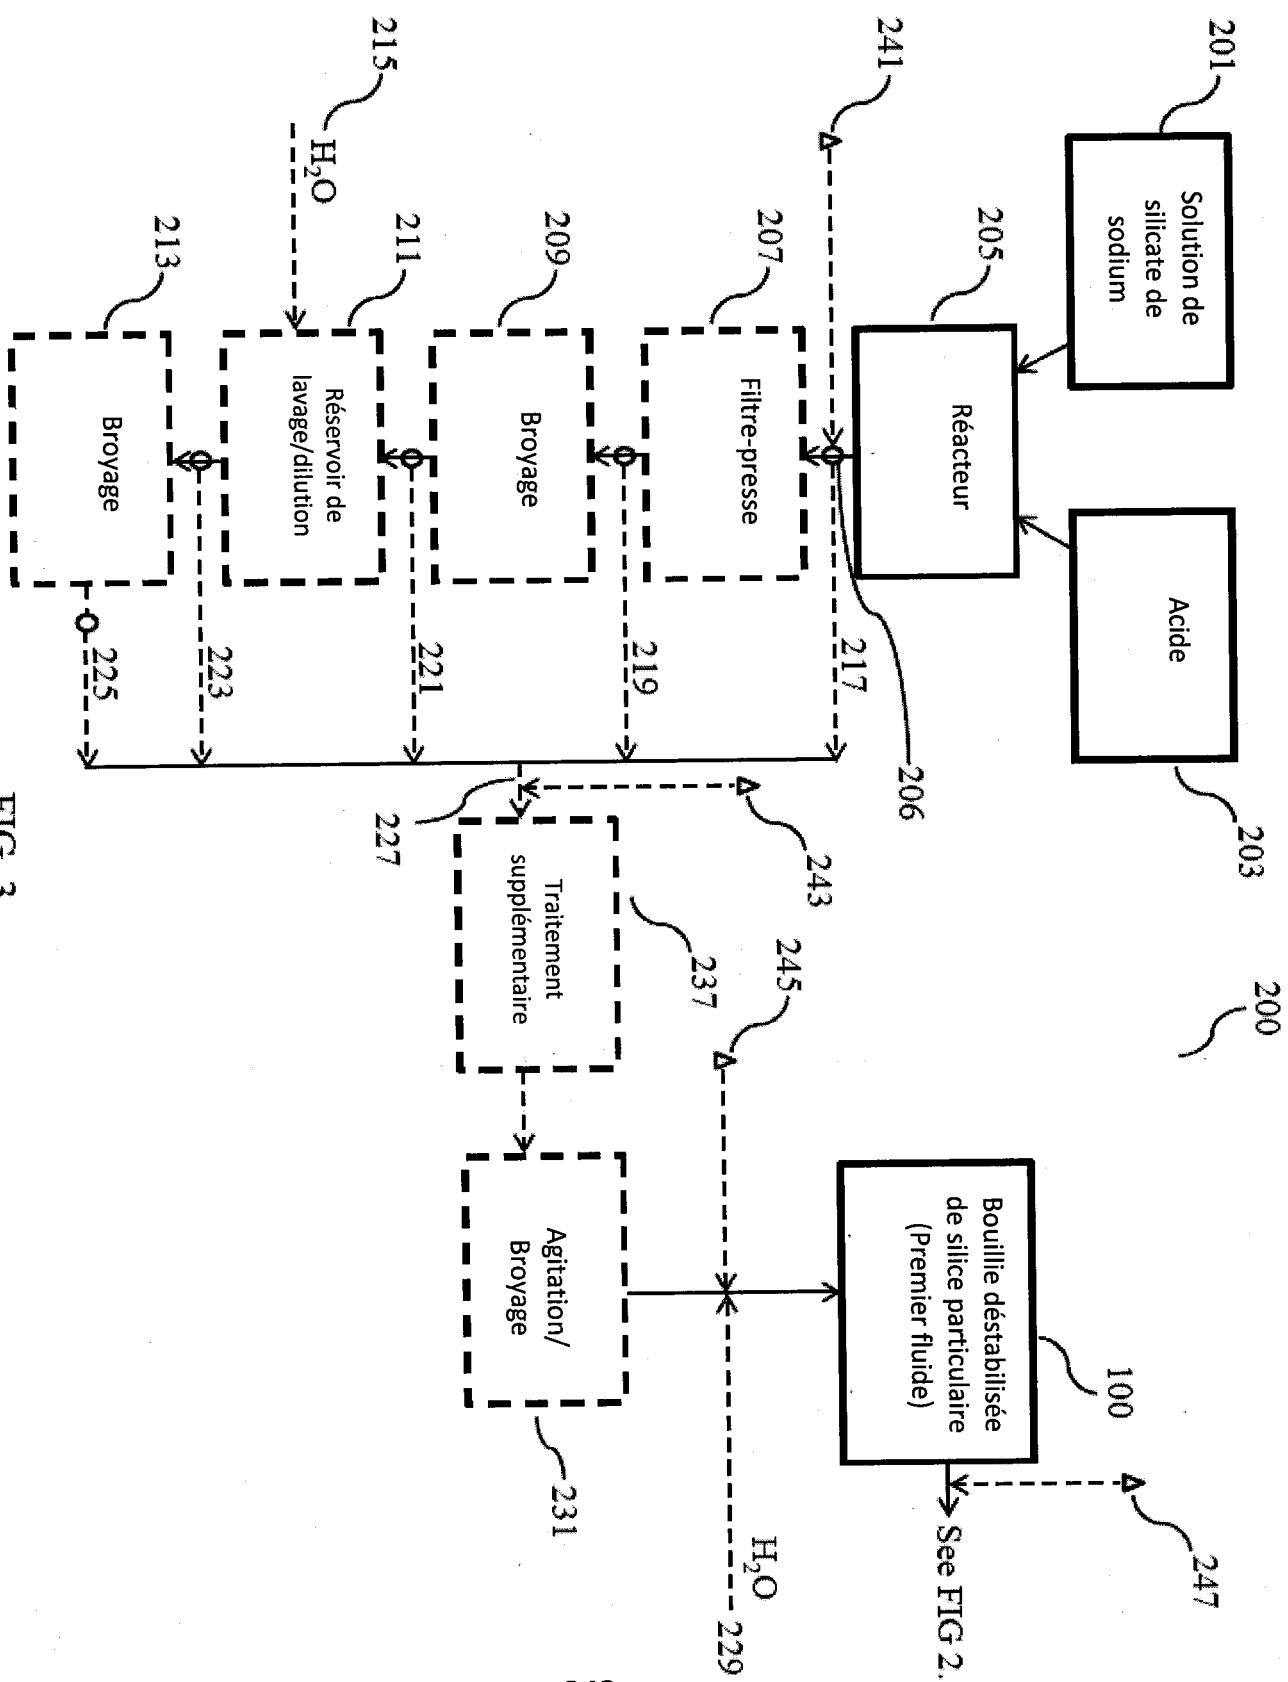 200
201
Solution de
silicate de
sodium
Acide
203
205
Réacteur
206
241
217
207
Filtre-presse
219
209
Broyage
221
211
Réservoir de
lavage/dilution
215
H₂O
223
213
Broyage
225
227
243
237
Traitement
supplémentaire
245
Agitation/
Broyage
231
H₂O
229
100
Bouillie déstabilisée
de silice particulaire
(Premier fluide)
247
See FIG 2.
FIG. 3